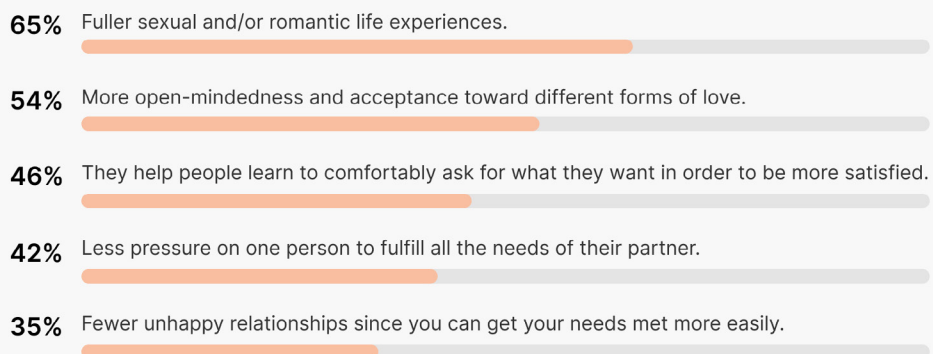 65% Fuller sexual and/or romantic life experiences.
54% More open-mindedness and acceptance toward different forms of love.
46% They help people learn to comfortably ask for what they want in order to be more satisfied.
42% Less pressure on one person to fulfill all the needs of their partner.
35% Fewer unhappy relationships since you can get your needs met more easily.